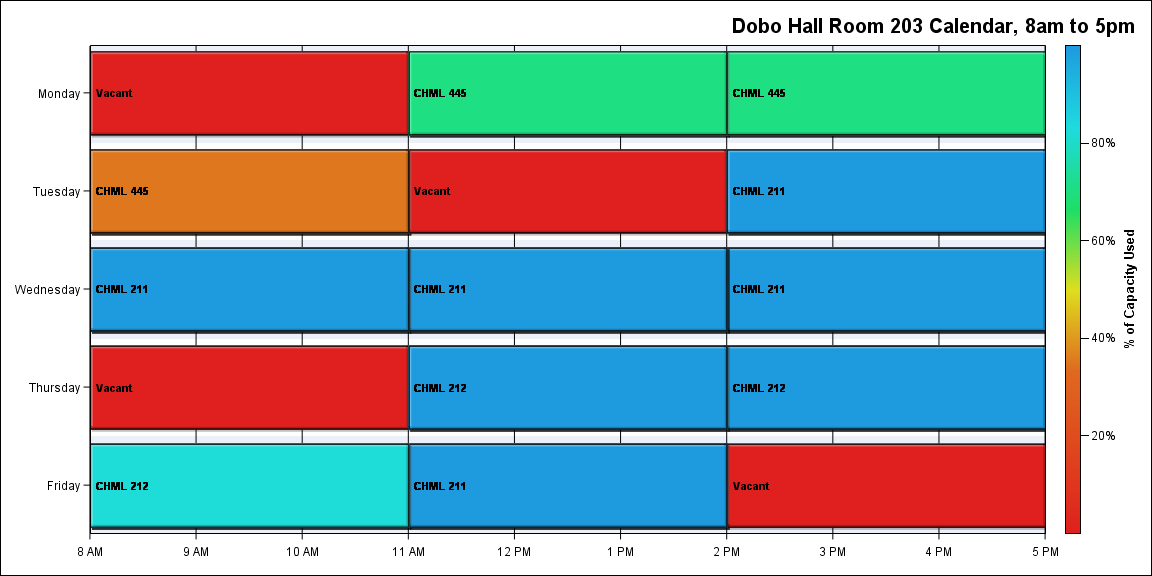 Dobo Hall Room 203 Calendar, 8am to 5pm
Monday
Vacant
CHML 445
CHML 445
80%
Tuesday
CHML 445
Vacant
CHML 211
60%
% of Capacity Used
Wednesday
CHML 211
CHML 211
CHML 211
40%
Thursday
Vacant
CHML 212
CHML 212
20%
Friday
CHML 212
CHML 211
Vacant
8 AM
9 AM
10 AM
11 AM
12 PM
1 PM
2 PM
3 PM
4 PM
5 PM